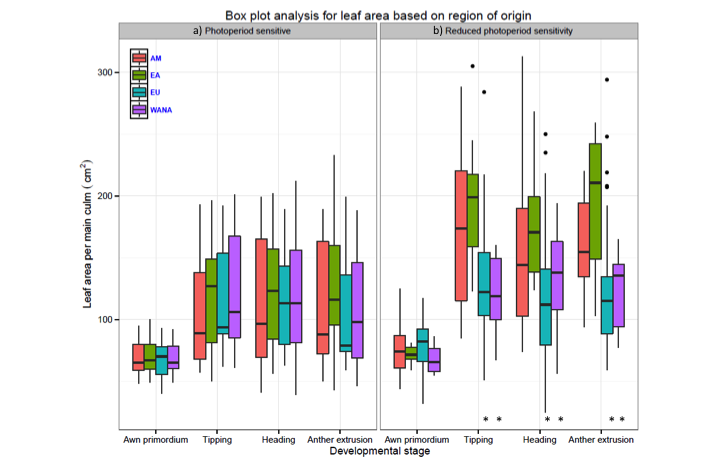 Box plot analysis for leaf area based on region of origin
a) Photoperiod sensitive
b) Reduced photoperiod sensitivity
AM
EA
EU
WANA
300
200
100
Leaf area per main culm ( cm²)
* * * * * *
Awn primordium Tipping Heading Anther extrusion Awn primordium Tipping Heading Anther extrusion
Developmental stage